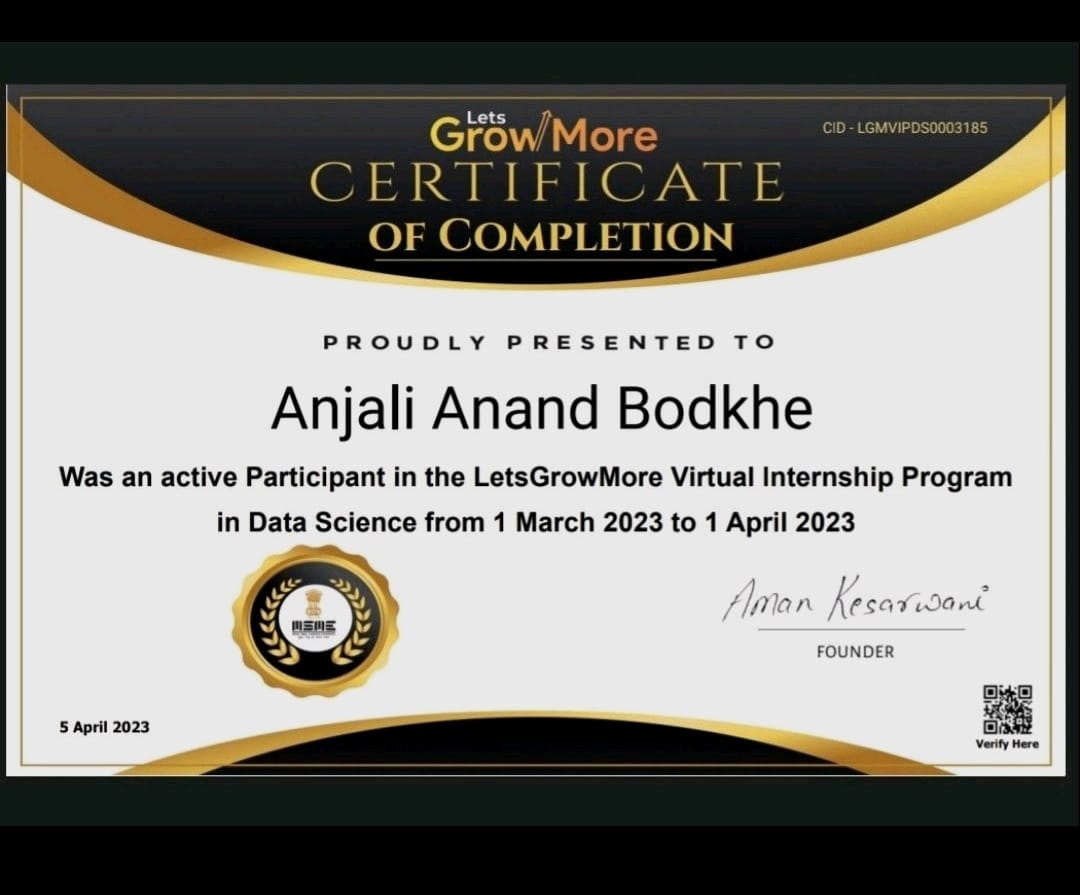 Lets
GrowMore
CID - LGMVIPDS0003185
CERTIFICATE
OF COMPLETION
PROUDLY PRESENTED TO
Anjali Anand Bodkhe
Was an active Participant in the LetsGrowMore Virtual Internship Program
in Data Science from 1 March 2023 to 1 April 2023
MSME
Aman Kesarwani
FOUNDER
5 April 2023
Verify Here